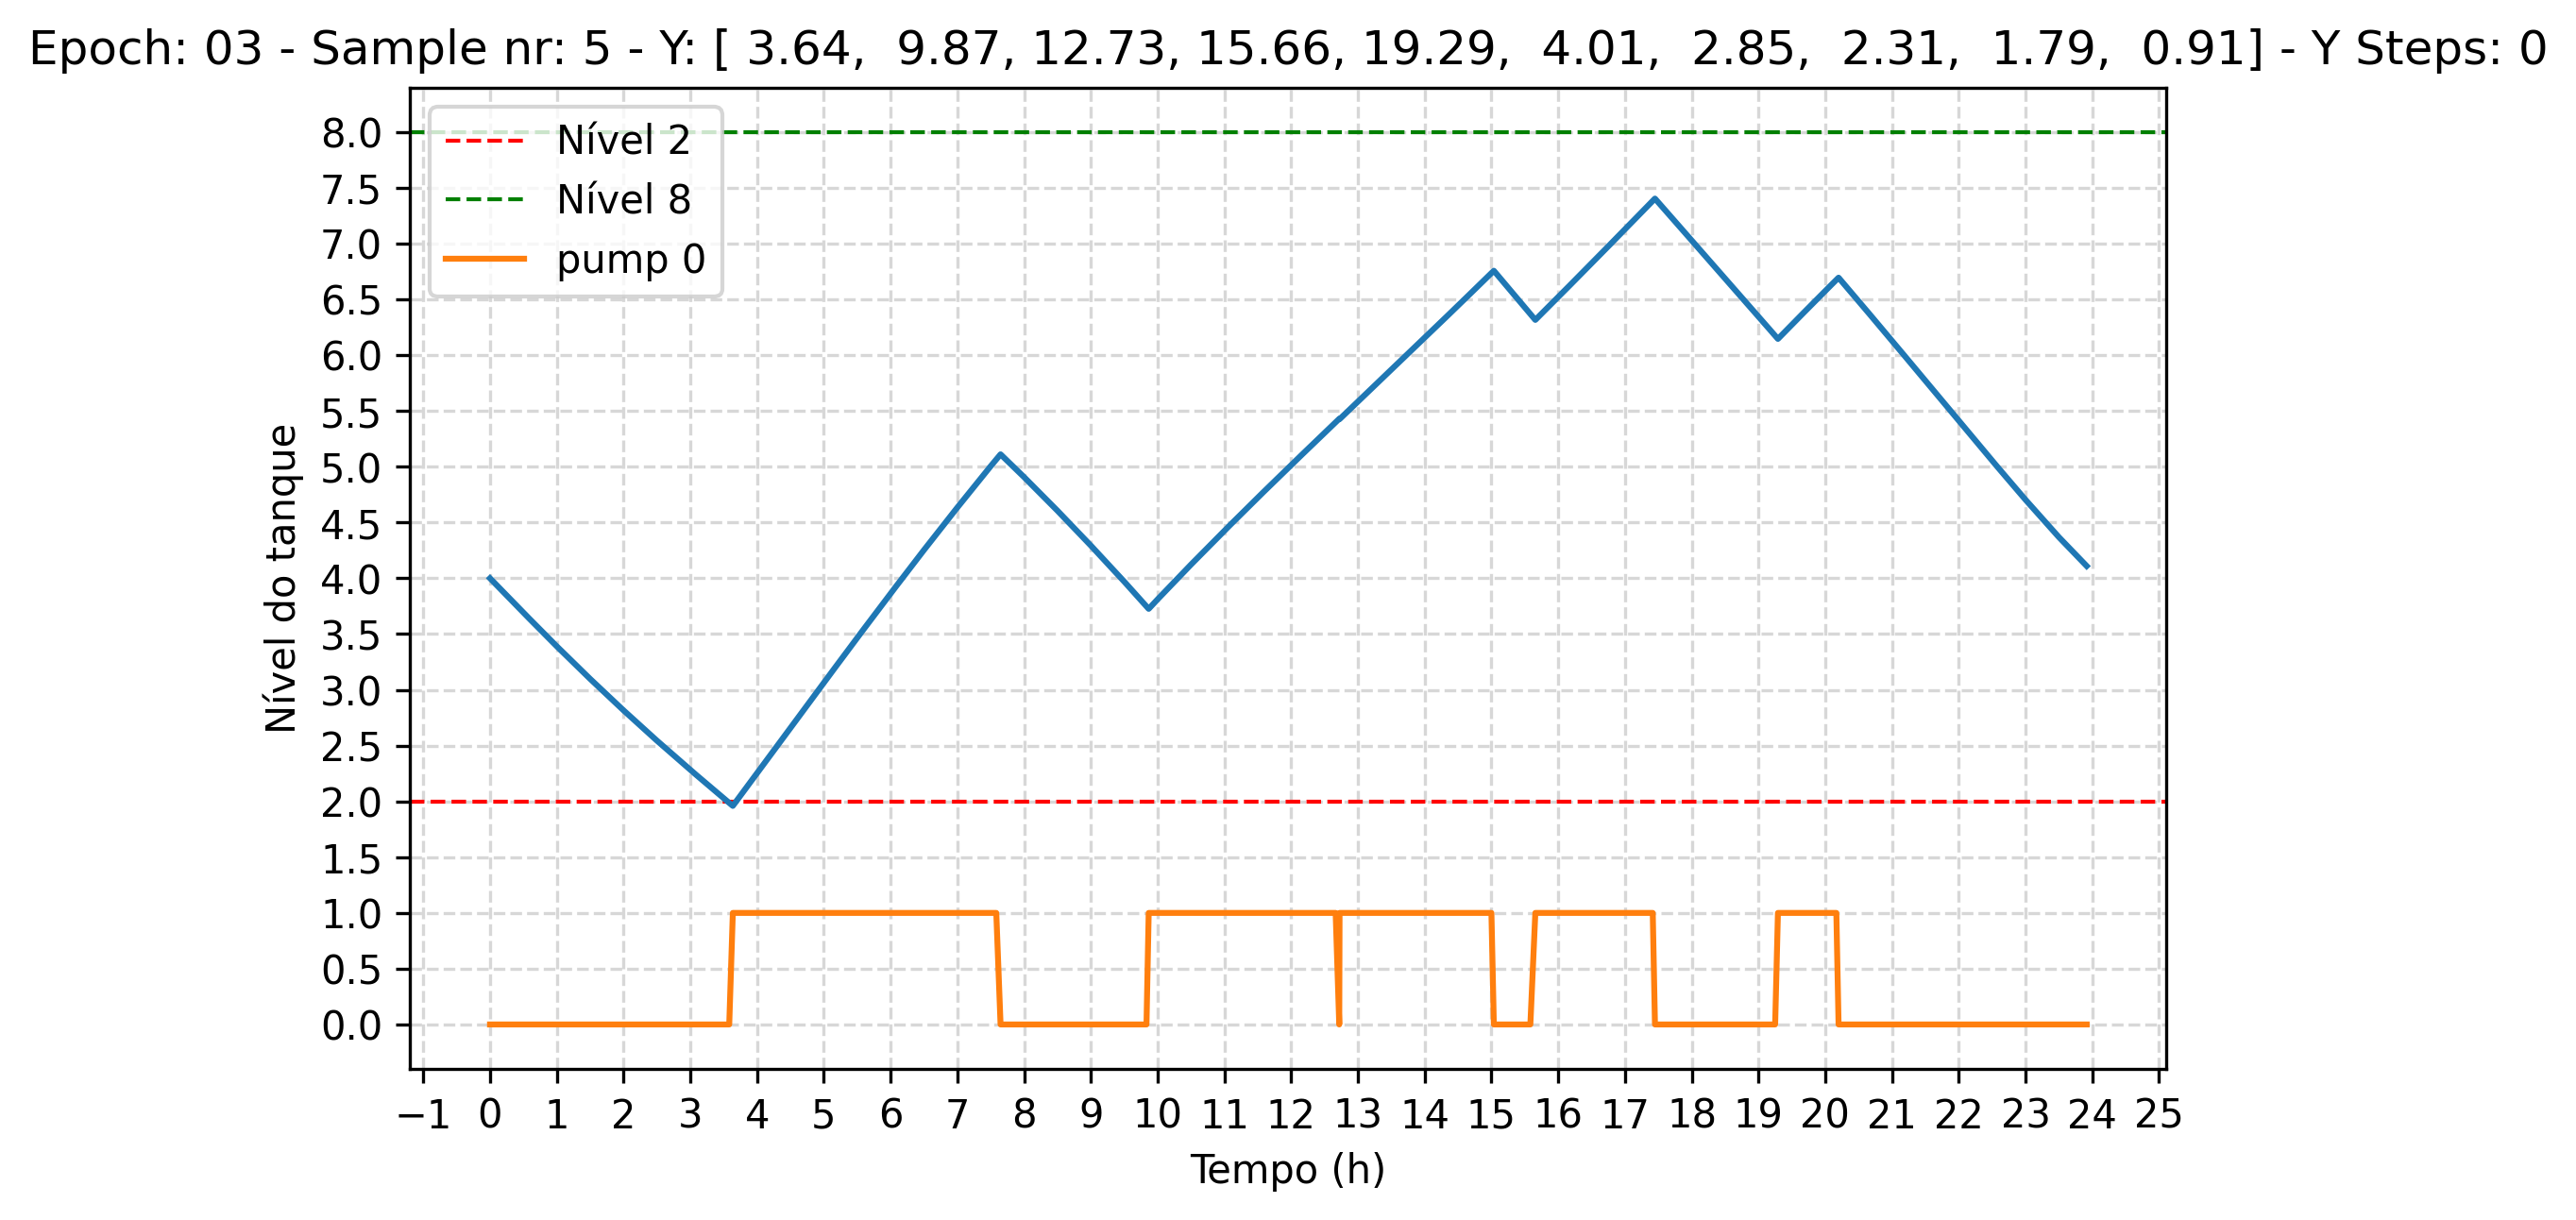 Epoch: 03 - Sample nr: 5 - Y: [ 3.64,  9.87, 12.73, 15.66, 19.29,  4.01,  2.85,  2.31,  1.79,  0.91] - Y Steps: 0
Nível 2
Nível 8
pump 0
Nível do tanque
8.0
7.5
7.0
6.5
6.0
5.5
5.0
4.5
4.0
3.5
3.0
2.5
2.0
1.5
1.0
0.5
0.0
−1 0 1 2 3 4 5 6 7 8 9 10 11 12 13 14 15 16 17 18 19 20 21 22 23 24 25
Tempo (h)